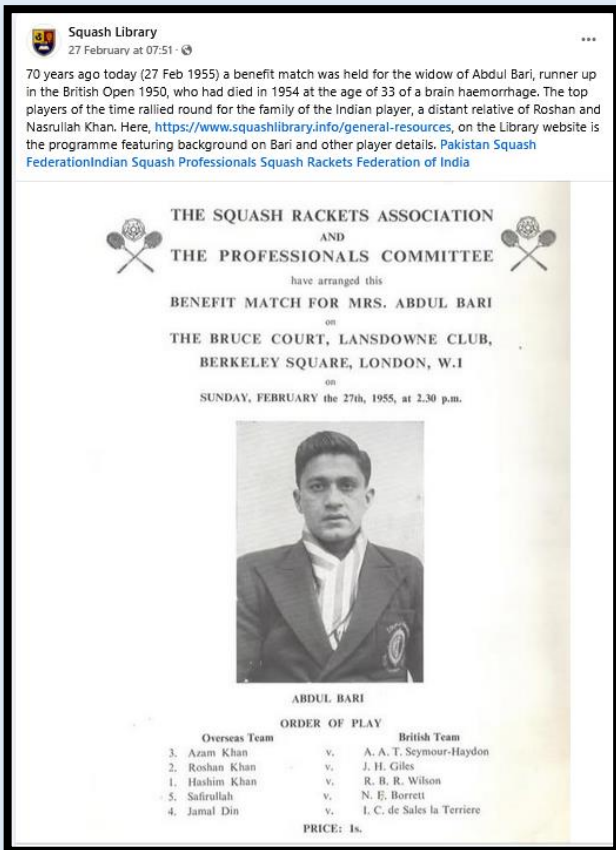 Squash Library
27 February at 07:51 ·
70 years ago today (27 Feb 1955) a benefit match was held for the widow of Abdul Bari, runner up
in the British Open 1950, who had died in 1954 at the age of 33 of a brain haemorrhage. The top
players of the time rallied round for the family of the Indian player, a distant relative of Roshan and
Nasrullah Khan. Here, https://www.squashlibrary.info/general-resources, on the Library website is
the programme featuring background on Bari and other player details. Pakistan Squash
FederationIndian Squash Professionals Squash Rackets Federation of India
THE SQUASH RACKETS ASSOCIATION
AND
THE PROFESSIONALS COMMITTEE
have arranged this
BENEFIT MATCH FOR MRS. ABDUL BARI
on
THE BRUCE COURT, LANSDOWNE CLUB,
BERKELEY SQUARE, LONDON, W.1
on
SUNDAY, FEBRUARY the 27th, 1955, at 2.30 p.m.
ABDUL BARI
ORDER OF PLAY
Overseas Team British Team
3. Azam Khan v. A. A. T. Seymour-Haydon
2. Roshan Khan v. J. H. Giles
1. Hashim Khan v. R. B. R. Wilson
5. Safirullah v. N. F. Borrett
4. Jamal Din v. I. C. de Sales la Terriere
PRICE: 1s.